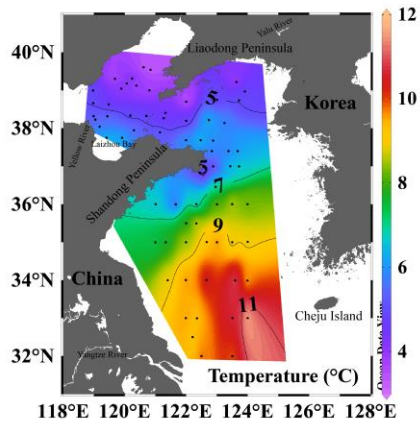 12
40°N
Liaodong Peninsula
Yalu River
5
Korea
10
38°N
Yellow River
Laizhou Bay
Shandong Peninsula
5
7
8
36°N
9
34°N
China
11
6
Cheju Island
32°N
Yangtze River
Temperature (°C)
Ocean Data View
4
118°E
120°E
122°E
124°E
126°E
128°E